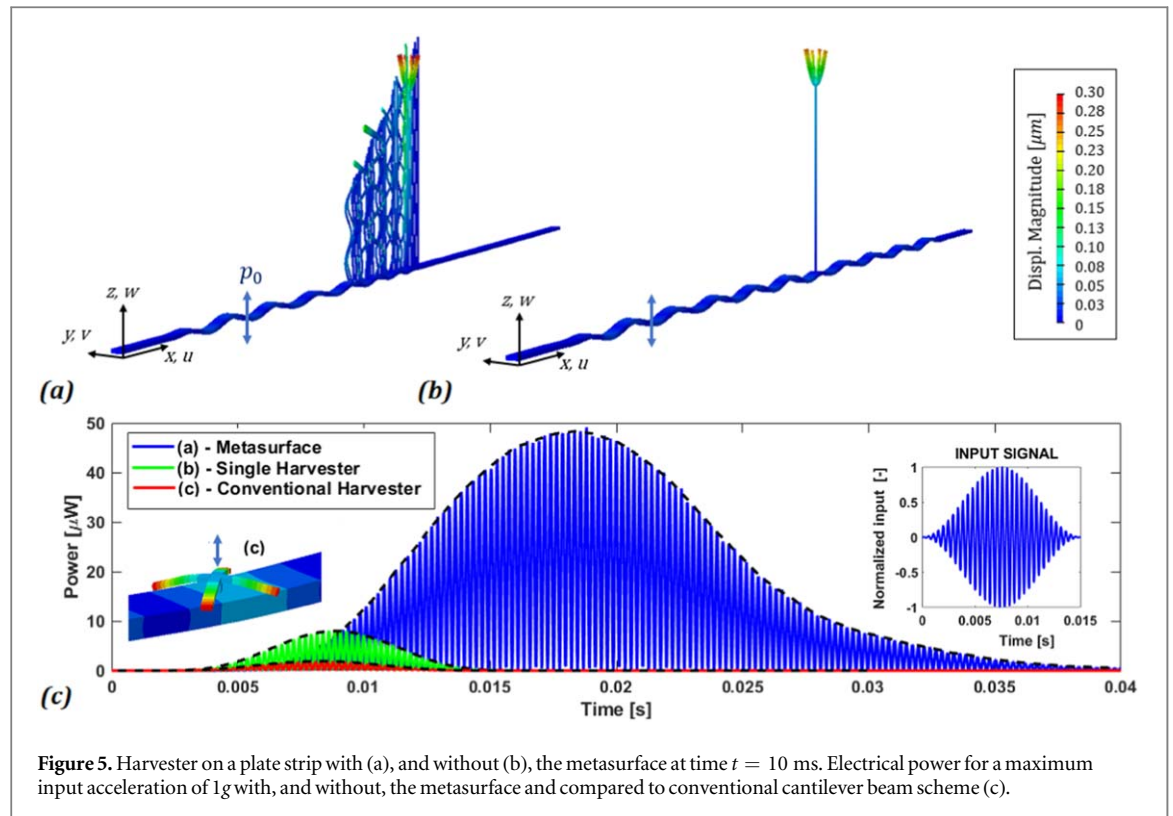 p₀
z, w
y, v
x, u
(a)
z, w
y, v
x, u
(b)
Displ. Magnitude [μm]
0.30
0.28
0.25
0.23
0.20
0.18
0.15
0.13
0.10
0.08
0.05
0.03
0
50
40
30
20
10
0
Power [μW]
(a) - Metasurface
(b) - Single Harvester
(c) - Conventional Harvester
(c)
INPUT SIGNAL
Normalized input [-]
1
0.5
0
-0.5
-1
0 0.005 0.01 0.015
Time [s]
0 0.005 0.01 0.015 0.02 0.025 0.03 0.035 0.04
Time [s]
(c)
Figure 5. Harvester on a plate strip with (a), and without (b), the metasurface at time t = 10 ms. Electrical power for a maximum
input acceleration of 1g with, and without, the metasurface and compared to conventional cantilever beam scheme (c).